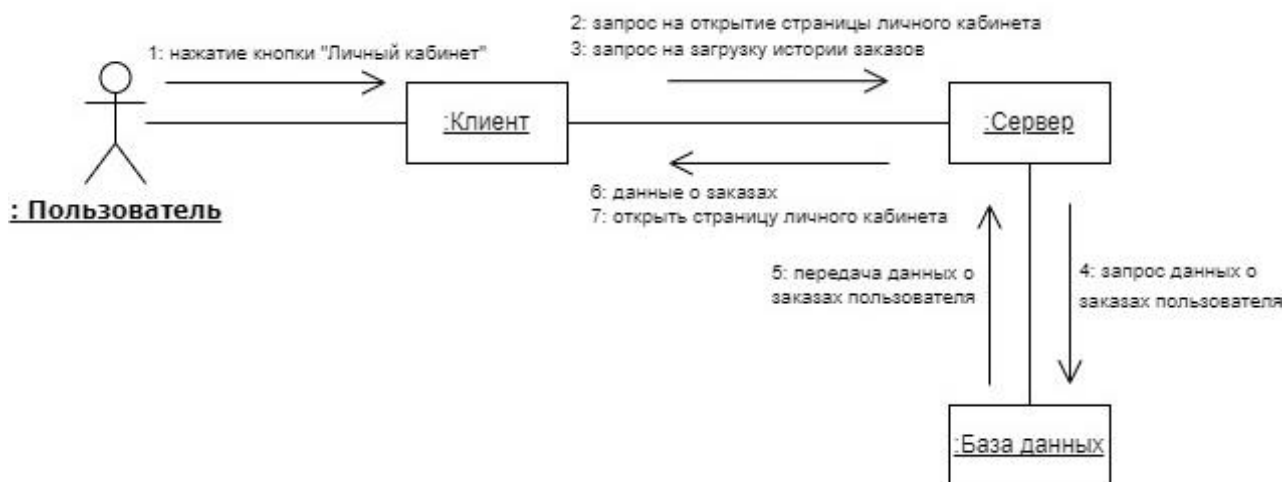 2: запрос на открытие страницы личного кабинета
1: нажатие кнопки "Личный кабинет"
3: запрос на загрузку истории заказов
:Клиент
:Сервер
6: данные о заказах
7: открыть страницу личного кабинета
: Пользователь
5: передача данных о
заказах пользователя
4: запрос данных о
заказах пользователя
:База данных